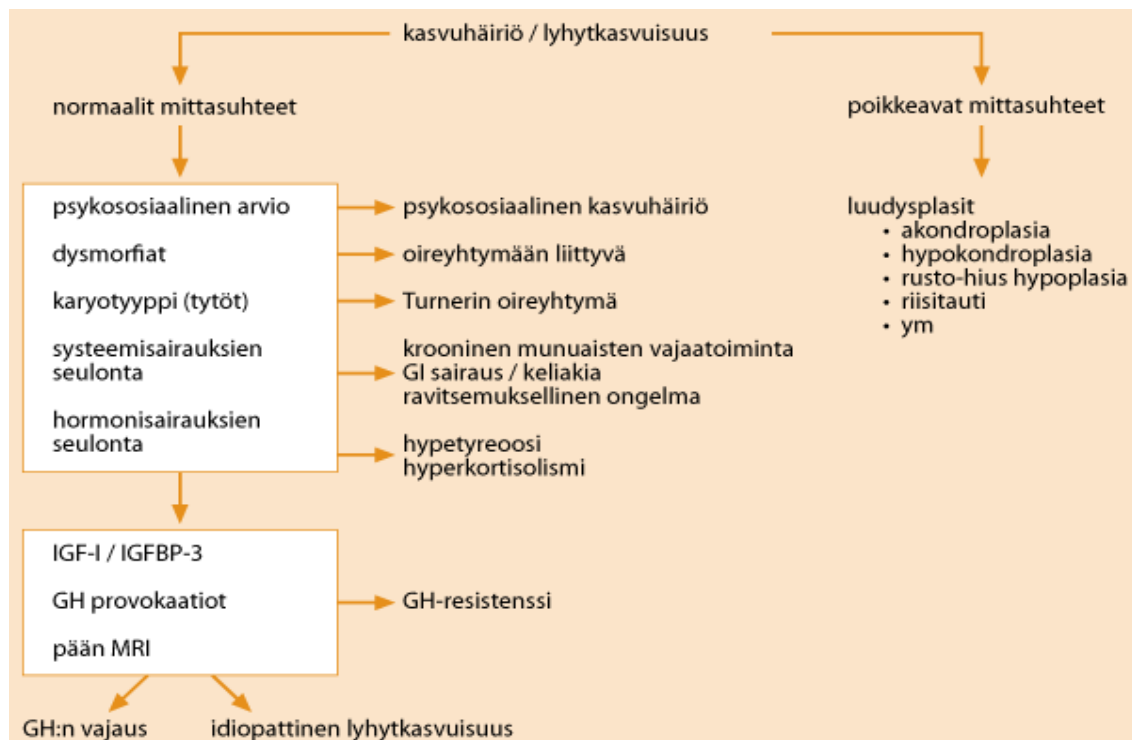 kasvuhäiriö / lyhytkasvuisuus
normaalit mittasuhteet
poikkeavat mittasuhteet
psykososiaalinen arvio
psykososiaalinen kasvuhäiriö
dysmorfiat
oireyhtymään liittyvä
karyotyyppi (tytöt)
Turnerin oireyhtymä
systeemisairauksien
seulonta
krooninen munuaisten vajaatoiminta
GI sairaus / keliakia
ravitsemuksellinen ongelma
hormonisairauksien
seulonta
hypetyreoosi
hyperkortisolismi
luudysplasit
• akondroplasia
• hypokondroplasia
• rusto-hius hypoplasia
• riisitauti
• ym
IGF-I / IGFBP-3
GH provokaatiot
GH-resistenssi
pään MRI
GH:n vajaus
idiopattinen lyhytkasvuisuus